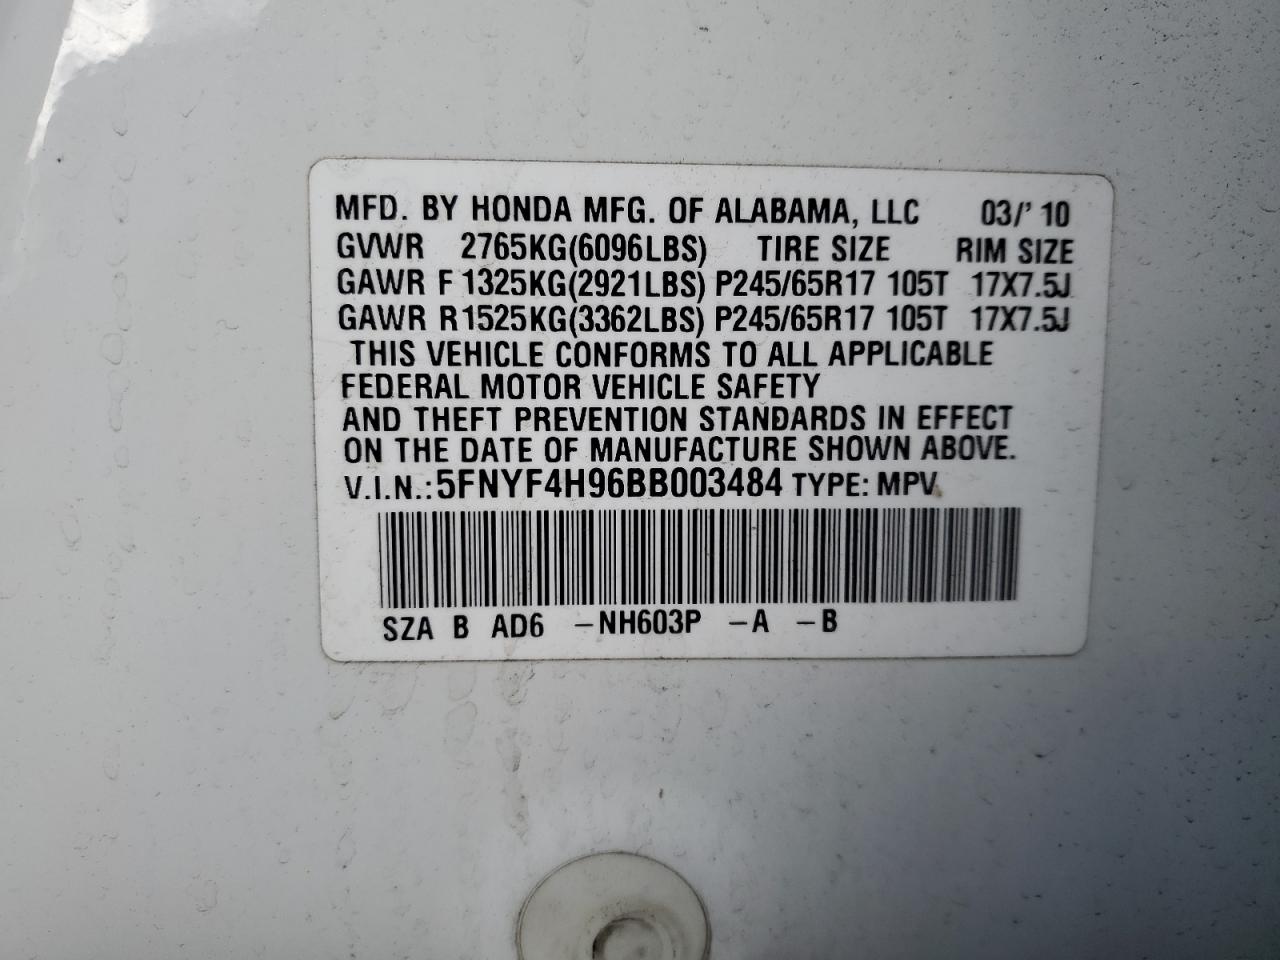 MFD. BY HONDA MFG. OF ALABAMA, LLC 03/' 10
GVWR 2765KG(6096LBS) TIRE SIZE RIM SIZE
GAWR F 1325KG(2921LBS) P245/65R17 105T 17X7.5J
GAWR R1525KG(3362LBS) P245/65R17 105T 17X7.5J
THIS VEHICLE CONFORMS TO ALL APPLICABLE
FEDERAL MOTOR VEHICLE SAFETY
AND THEFT PREVENTION STANDARDS IN EFFECT
ON THE DATE OF MANUFACTURE SHOWN ABOVE.
V.I.N.: 5FNYF4H96BB003484 TYPE: MPV
SZA B AD6 -NH603P -A -B